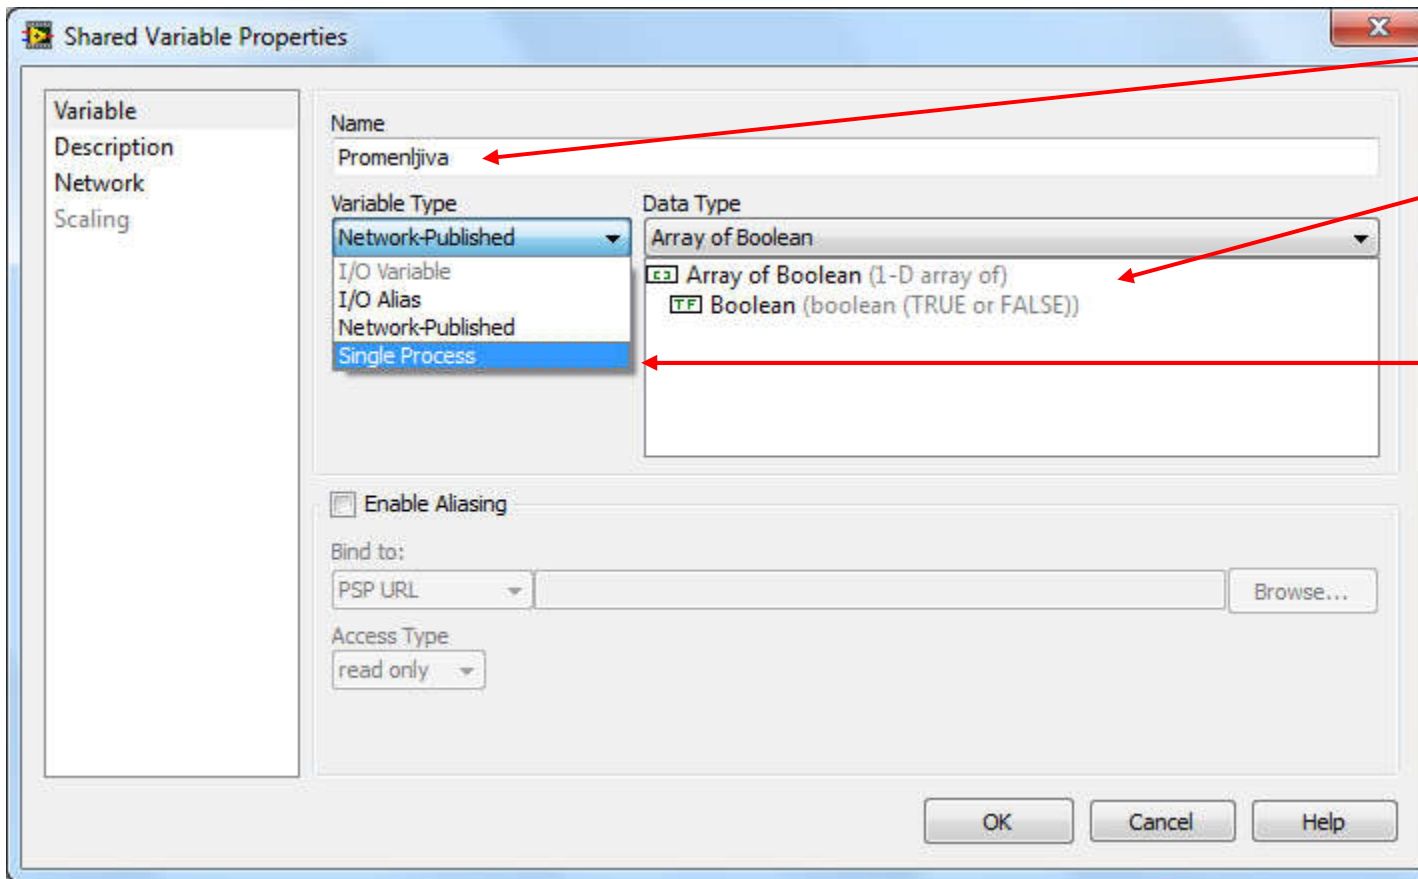 Shared Variable Properties
Variable
Description
Network
Scaling
Name
Promenljiva
Variable Type
Network-Published
I/O Variable
I/O Alias
Network-Published
Single Process
Data Type
Array of Boolean
Array of Boolean (1-D array of)
TF Boolean (boolean (TRUE or FALSE))
Enable Aliasing
Bind to:
PSP URL
Browse...
Access Type
read only
OK Cancel Help